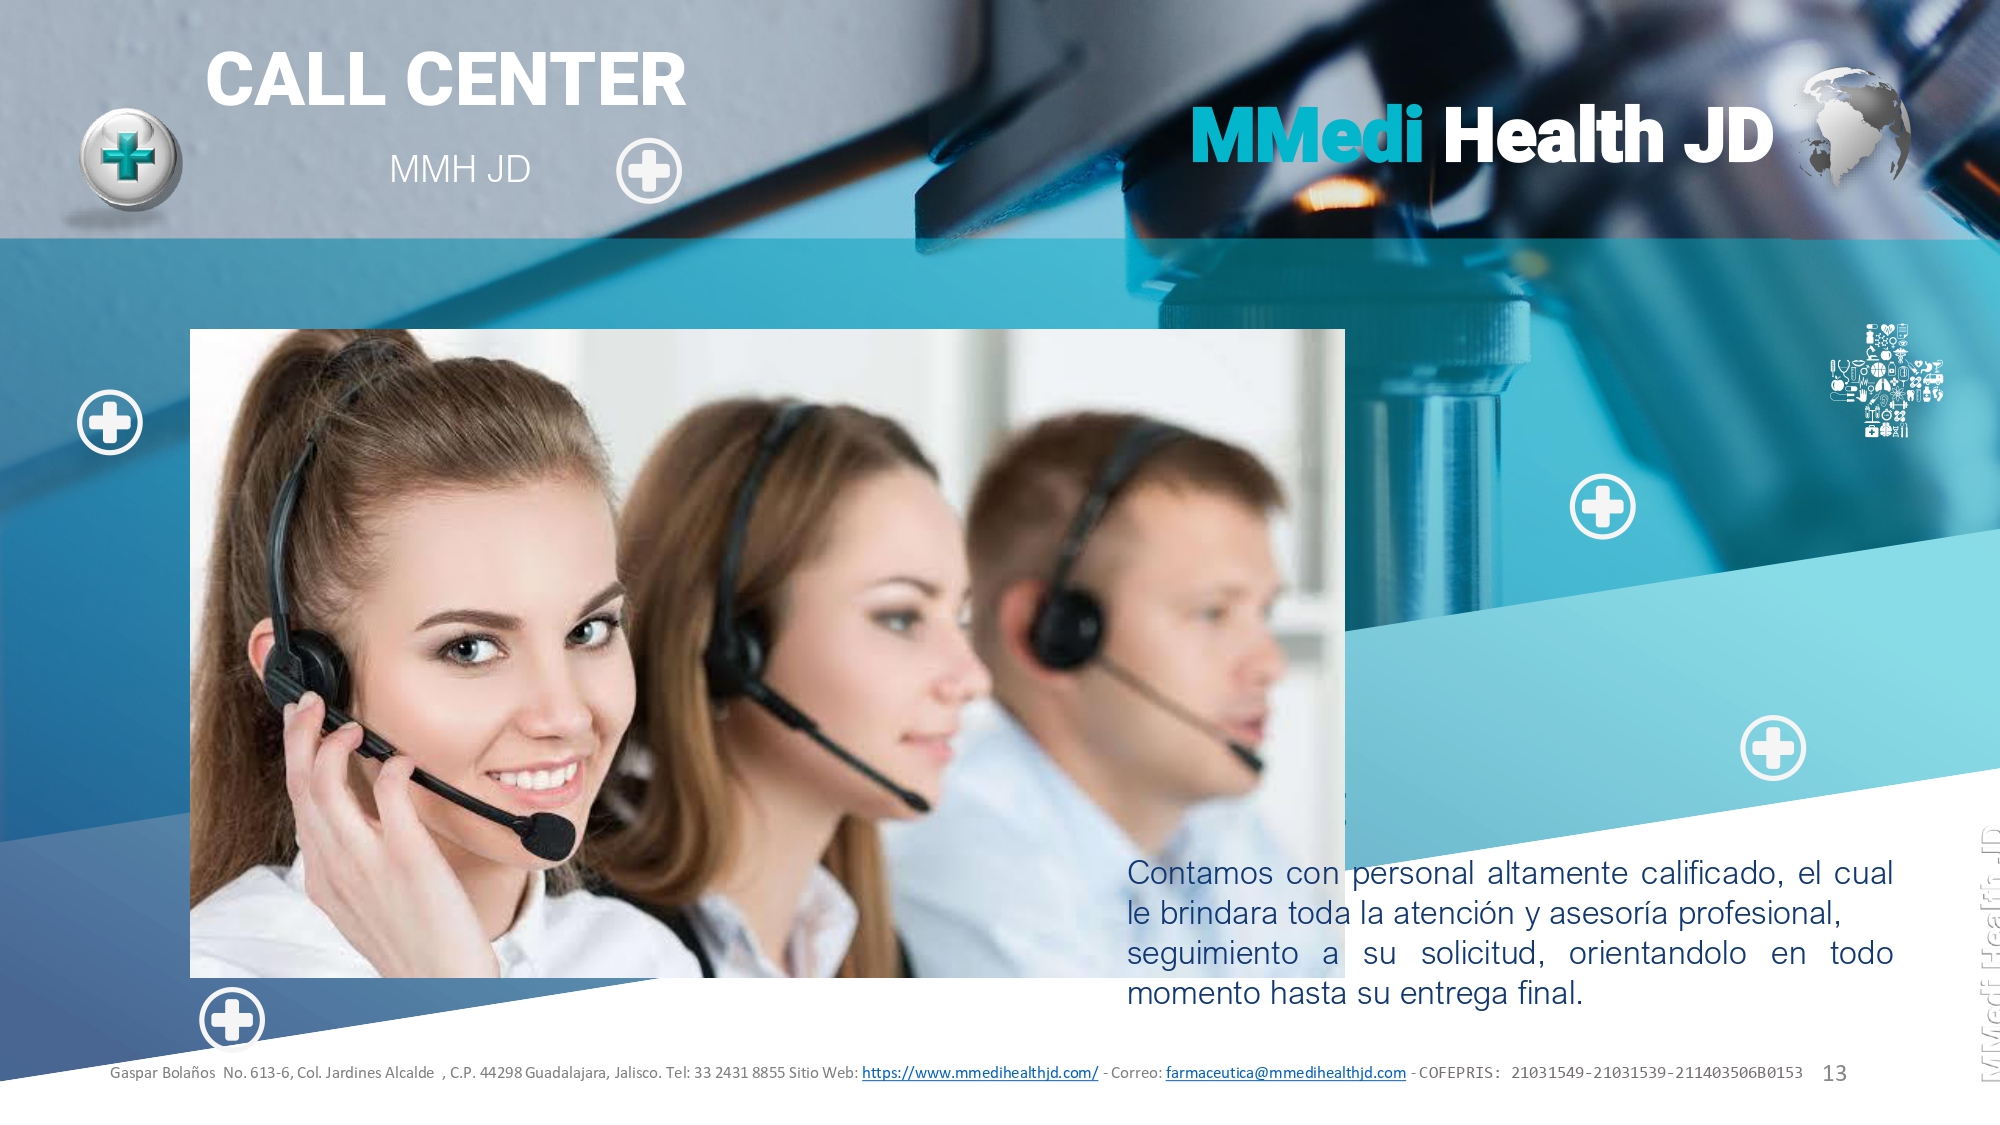 CALL CENTER
MMedi Health JD
MMH JD
Contamos con personal altamente calificado, el cual
le brindara toda la atención y asesoría profesional,
seguimiento a su solicitud, orientandolo en todo
momento hasta su entrega final.
MMedi Health JD
Gaspar Bolaños No. 613-6, Col. Jardines Alcalde , C.P. 44298 Guadalajara, Jalisco. Tel: 33 2431 8855 Sitio Web: https://www.mmedihealthjd.com/ - Correo: farmaceutica@mmedihealthjd.com - COFEPRIS: 21031549-21031539-211403506B0153 13